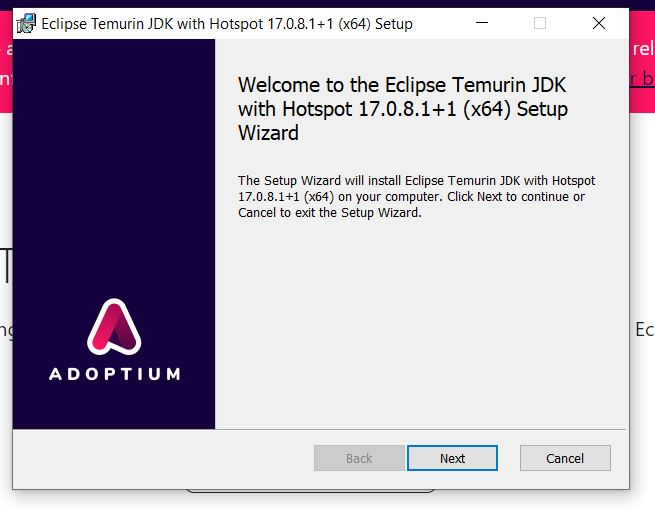 Eclipse Temurin JDK with Hotspot 17.0.8.1+1 (x64) Setup
Welcome to the Eclipse Temurin JDK
with Hotspot 17.0.8.1+1 (x64) Setup
Wizard
The Setup Wizard will install Eclipse Temurin JDK with Hotspot
17.0.8.1+1 (x64) on your computer. Click Next to continue or
Cancel to exit the Setup Wizard.
ADOPTIUM
Back Next Cancel